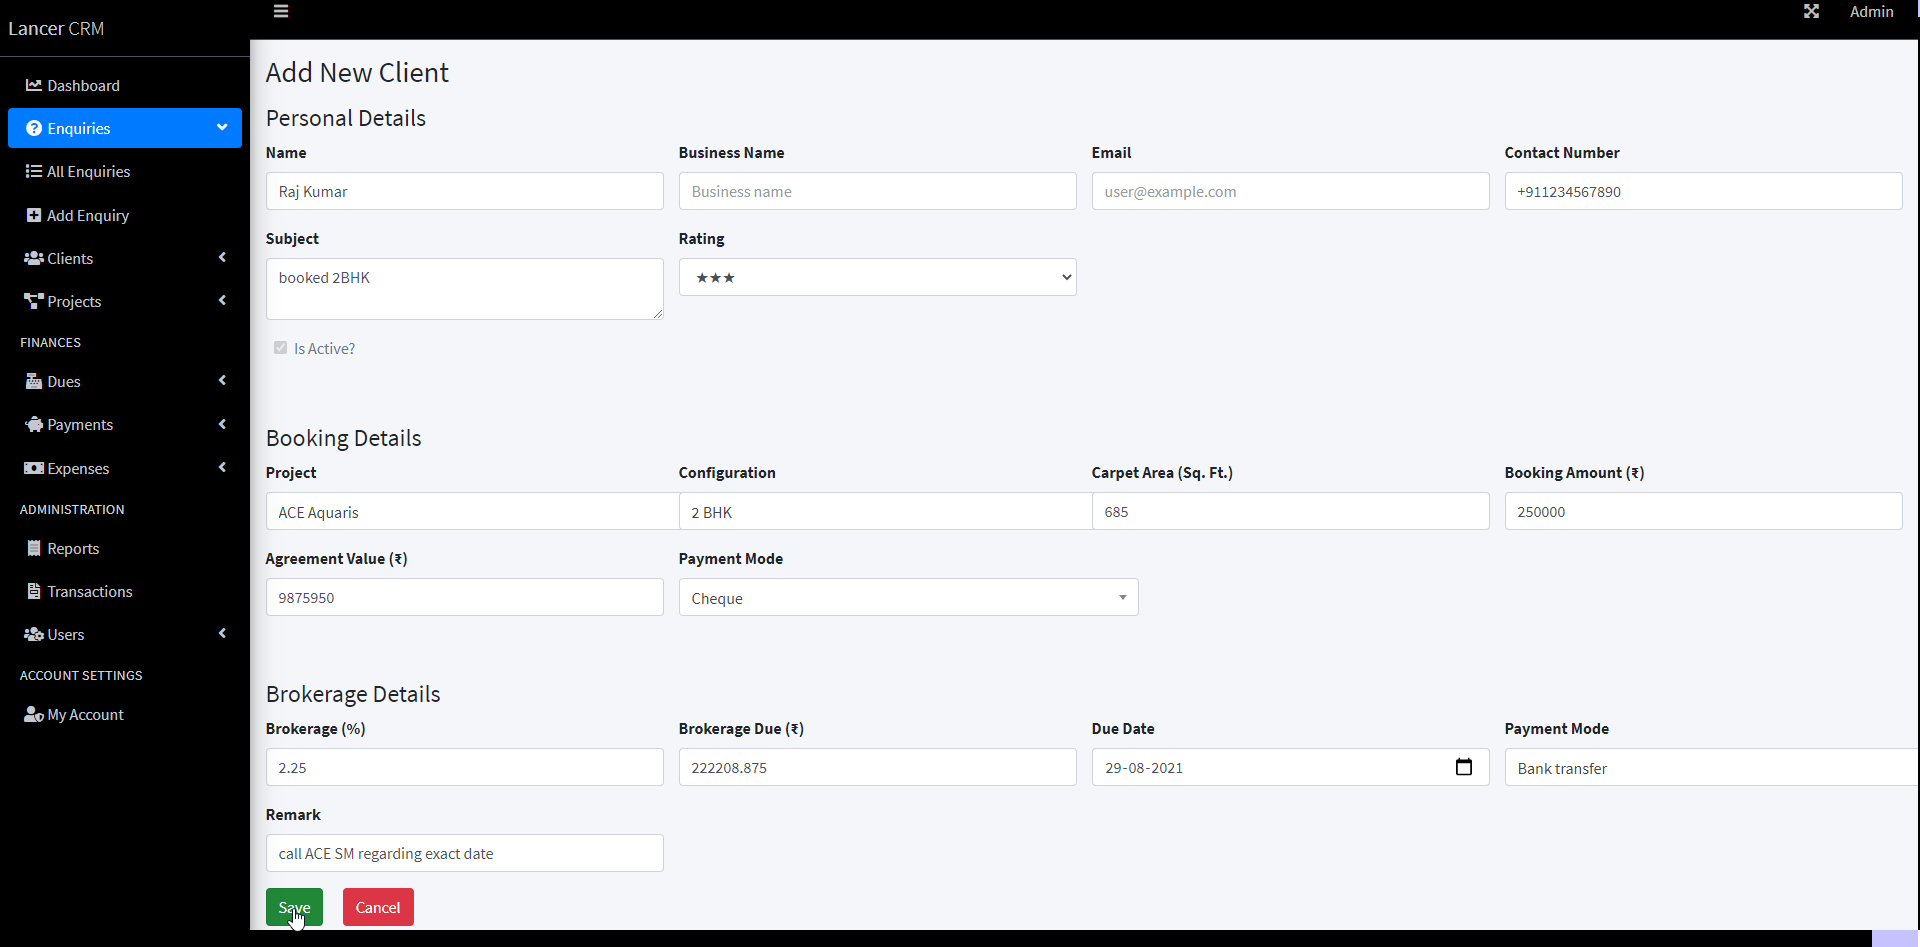 Lancer CRM
Admin
Dashboard
Enquiries
All Enquiries
Add Enquiry
Clients
Projects
FINANCES
Dues
Payments
Expenses
ADMINISTRATION
Reports
Transactions
Users
ACCOUNT SETTINGS
My Account
Add New Client
Personal Details
Name Business Name Email Contact Number
Raj Kumar Business name user@example.com +911234567890
Subject Rating
booked 2BHK ★★★
Is Active?
Booking Details
Project Configuration Carpet Area (Sq. Ft.) Booking Amount (₹)
ACE Aquaris 2 BHK 685 250000
Agreement Value (₹) Payment Mode
9875950 Cheque
Brokerage Details
Brokerage (%) Brokerage Due (₹) Due Date Payment Mode
2.25 222208.875 29-08-2021 Bank transfer
Remark
call ACE SM regarding exact date
Save Cancel